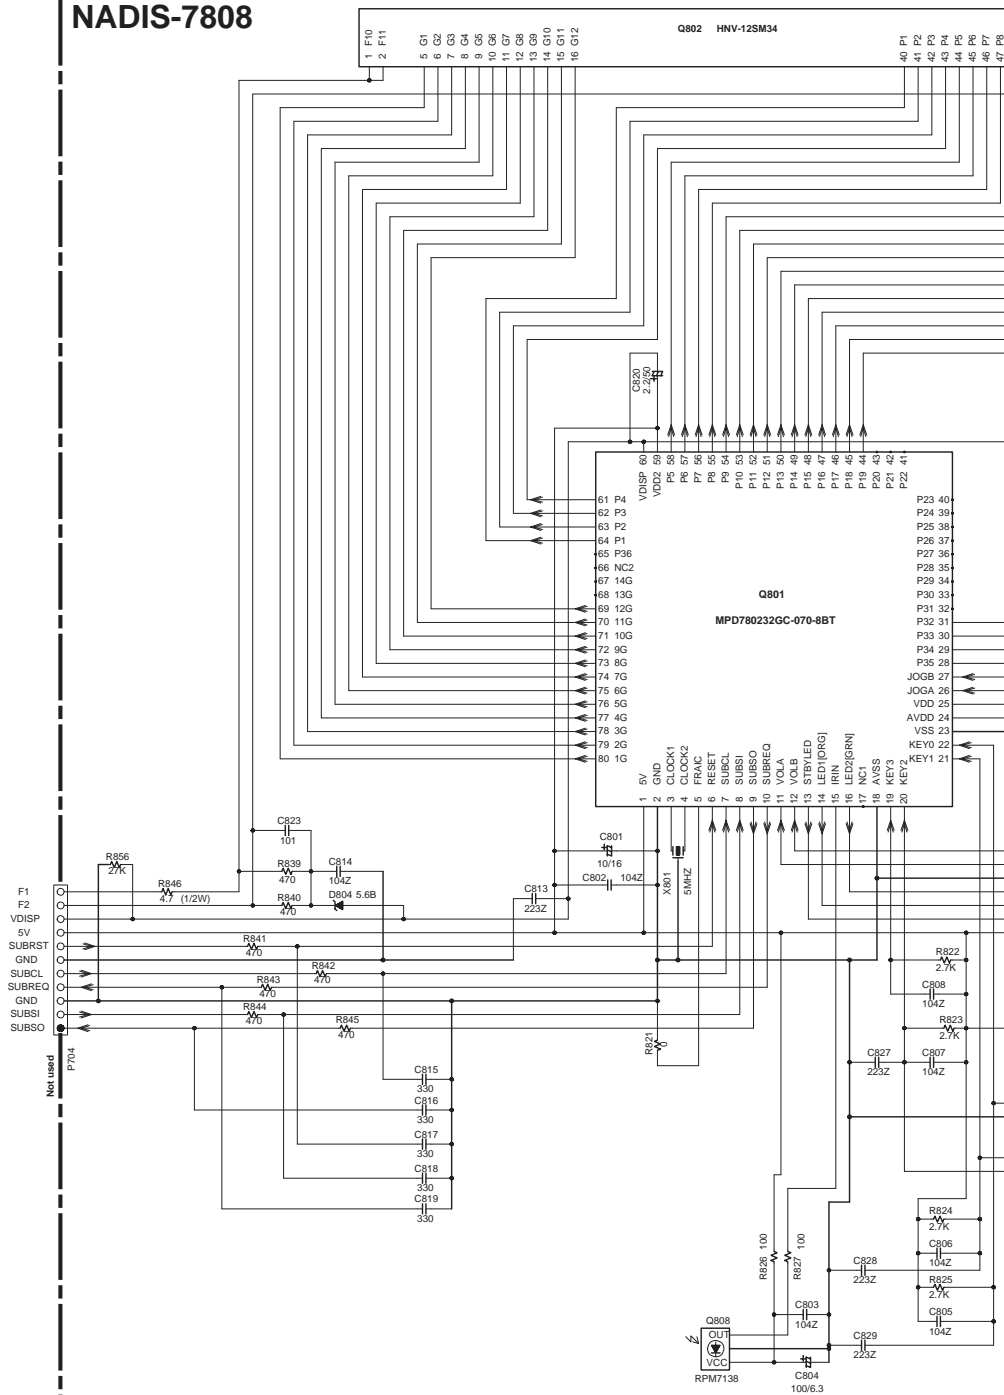 NADIS-7808
Q802 HNV-12SM34
1 F10
2 F11
5 G1
6 G2
7 G3
8 G4
9 G5
10 G6
11 G7
12 G8
13 G9
14 G10
15 G11
16 G12
40 P1
41 P2
42 P3
43 P4
44 P5
45 P6
46 P7
47 P8
C820
2.2/50
VDISP 60
VDD2 59
P5 58
P6 57
P7 56
P8 55
P9 54
P10 53
P11 52
P12 51
P13 50
P14 49
P15 48
P16 47
P17 46
P18 45
P19 44
P20 43
P21 42
P22 41
61 P4
62 P3
63 P2
64 P1
65 P36
66 NC2
67 14G
68 13G
69 12G
70 11G
71 10G
72 9G
73 8G
74 7G
75 6G
76 5G
77 4G
78 3G
79 2G
80 1G
Q801
MPD780232GC-070-8BT
P23 40
P24 39
P25 38
P26 37
P27 36
P28 35
P29 34
P30 33
P31 32
P32 31
P33 30
P34 29
P35 28
JOGB 27
JOGA 26
VDD 25
AVDD 24
VSS 23
KEY0 22
KEY1 21
1 5V
2 GND
3 CLOCK1
4 CLOCK2
5 FRAIC
6 RESET
7 SUBCL
8 SUBSI
9 SUBSO
10 SUBREQ
11 VOLA
12 VOLB
13 STBYLED
14 LED1[ORG]
15 IRIN
16 LED2[GRN]
17 NC1
18 AVSS
19 KEY3
20 KEY2
C823
101
R856
27K
R839
470
C814
104Z
R846
4.7 (1/2W)
R840
470
D804 5.6B
C801
10/16
C802 104Z
C813
223Z
X801
5MHZ
F1
F2
VDISP
5V
SUBRST
GND
SUBCL
SUBREQ
GND
SUBSI
SUBSO
P704
Not used
R841
470
R842
470
R843
470
R844
470
R845
470
R821
0
R822
2.7K
C808
104Z
R823
2.7K
C827
223Z
C807
104Z
C815
330
C816
330
C817
330
C818
330
C819
330
R826 100
R827 100
R824
2.7K
C806
104Z
R825
2.7K
C805
104Z
C828
223Z
C803
104Z
C829
223Z
Q808
OUT
VCC
RPM7138
C804
100/6.3